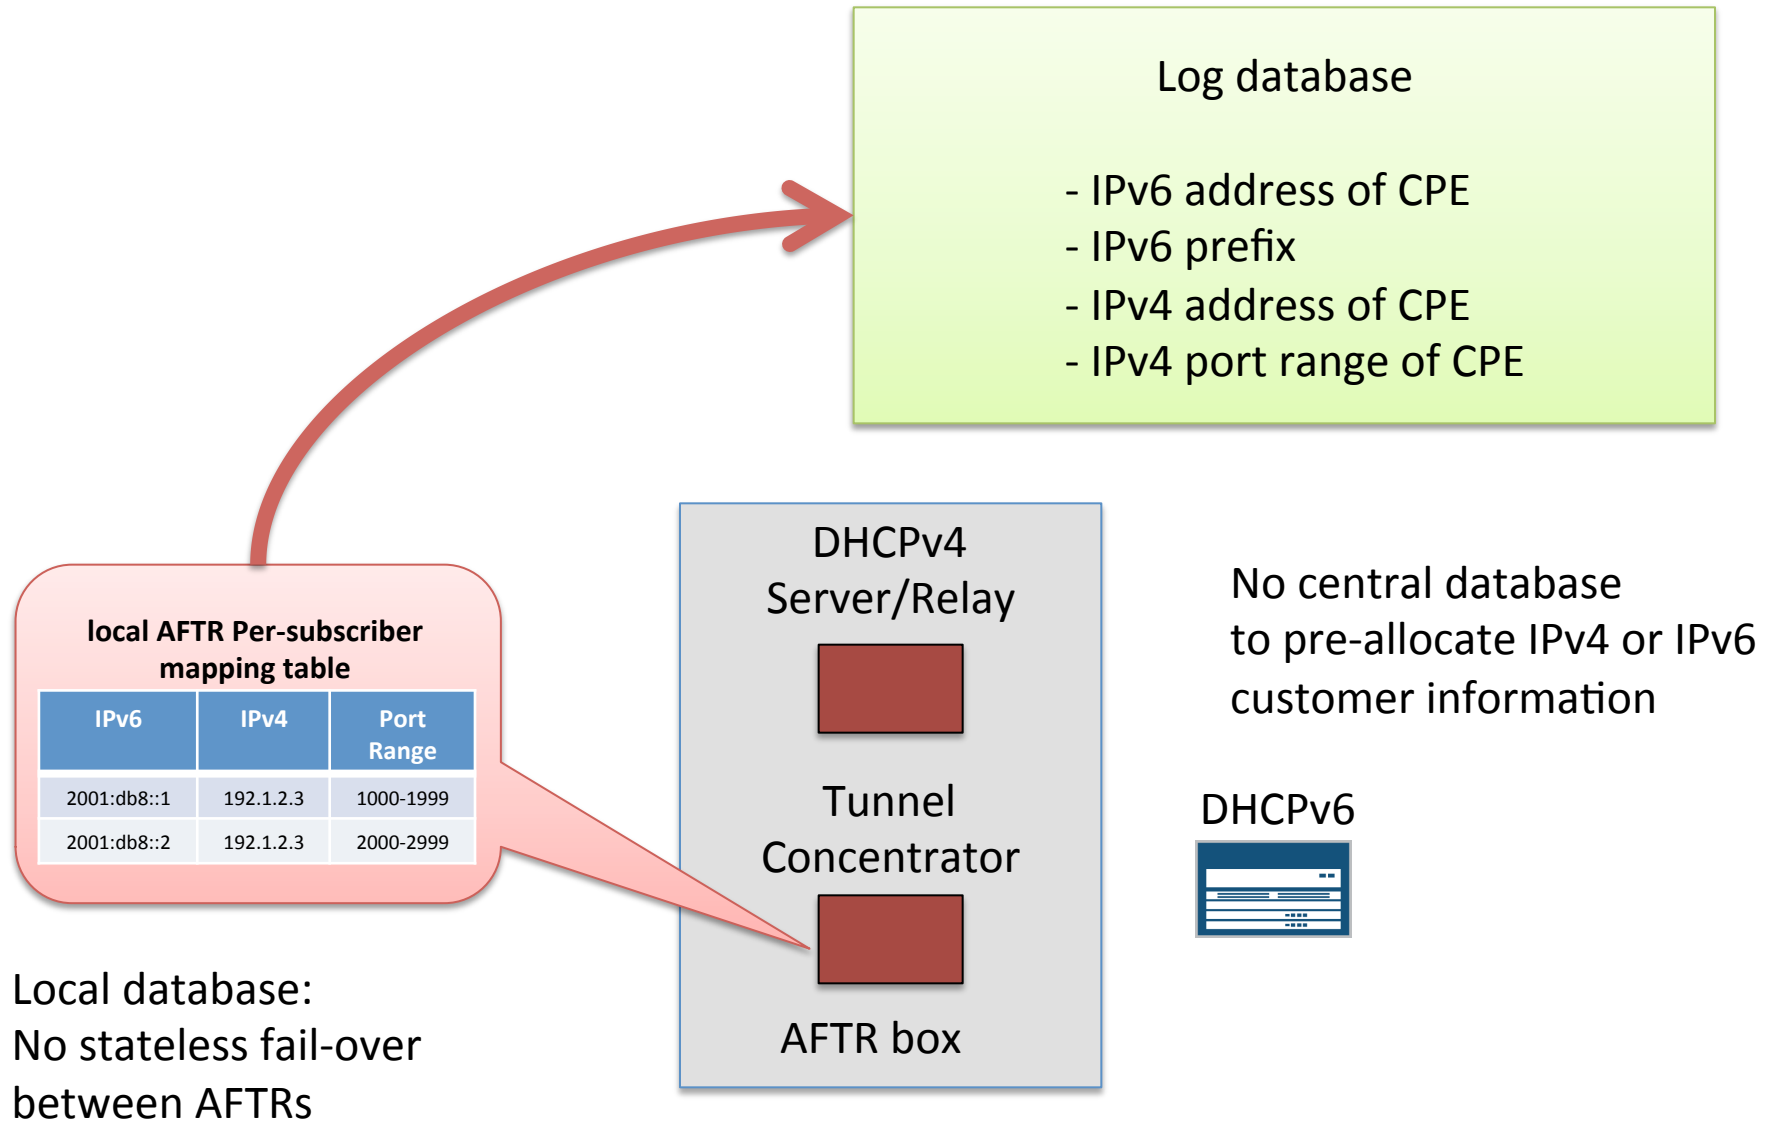 Log database
- IPv6 address of CPE
- IPv6 prefix
- IPv4 address of CPE
- IPv4 port range of CPE
local AFTR Per-subscriber
mapping table
IPv6 IPv4 Port
Range
2001:db8::1 192.1.2.3 1000-1999
2001:db8::2 192.1.2.3 2000-2999
Local database:
No stateless fail-over
between AFTRs
DHCPv4
Server/Relay
Tunnel
Concentrator
AFTR box
No central database
to pre-allocate IPv4 or IPv6
customer information
DHCPv6